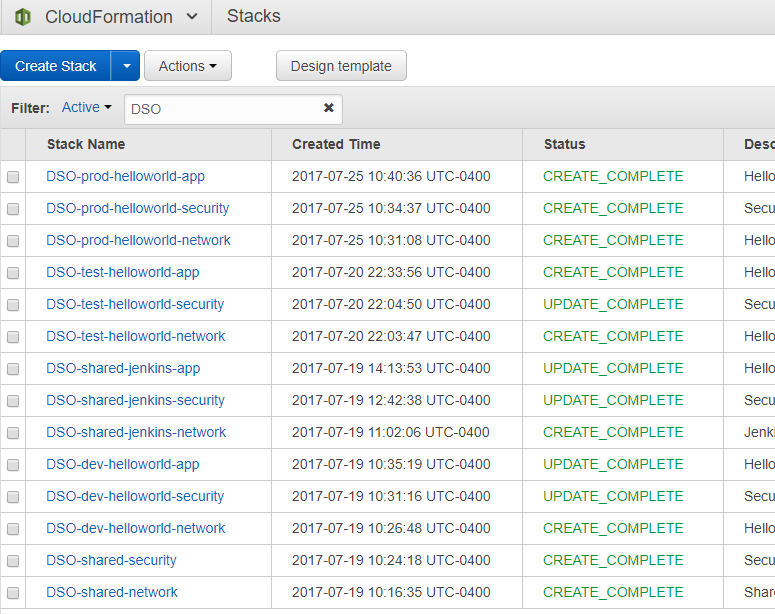 CloudFormation Stacks
Create Stack Actions Design template
Filter: Active DSO
Stack Name Created Time Status Desc
DSO-prod-helloworld-app 2017-07-25 10:40:36 UTC-0400 CREATE_COMPLETE Hello
DSO-prod-helloworld-security 2017-07-25 10:34:37 UTC-0400 CREATE_COMPLETE Secu
DSO-prod-helloworld-network 2017-07-25 10:31:08 UTC-0400 CREATE_COMPLETE Hello
DSO-test-helloworld-app 2017-07-20 22:33:56 UTC-0400 CREATE_COMPLETE Hello
DSO-test-helloworld-security 2017-07-20 22:04:50 UTC-0400 UPDATE_COMPLETE Secu
DSO-test-helloworld-network 2017-07-20 22:03:47 UTC-0400 CREATE_COMPLETE Hello
DSO-shared-jenkins-app 2017-07-19 14:13:53 UTC-0400 UPDATE_COMPLETE Hello
DSO-shared-jenkins-security 2017-07-19 12:42:38 UTC-0400 UPDATE_COMPLETE Secu
DSO-shared-jenkins-network 2017-07-19 11:02:06 UTC-0400 CREATE_COMPLETE Jenki
DSO-dev-helloworld-app 2017-07-19 10:35:19 UTC-0400 UPDATE_COMPLETE Hello
DSO-dev-helloworld-security 2017-07-19 10:31:16 UTC-0400 UPDATE_COMPLETE Secu
DSO-dev-helloworld-network 2017-07-19 10:26:48 UTC-0400 CREATE_COMPLETE Hello
DSO-shared-security 2017-07-19 10:24:18 UTC-0400 CREATE_COMPLETE Secu
DSO-shared-network 2017-07-19 10:16:35 UTC-0400 CREATE_COMPLETE Shar